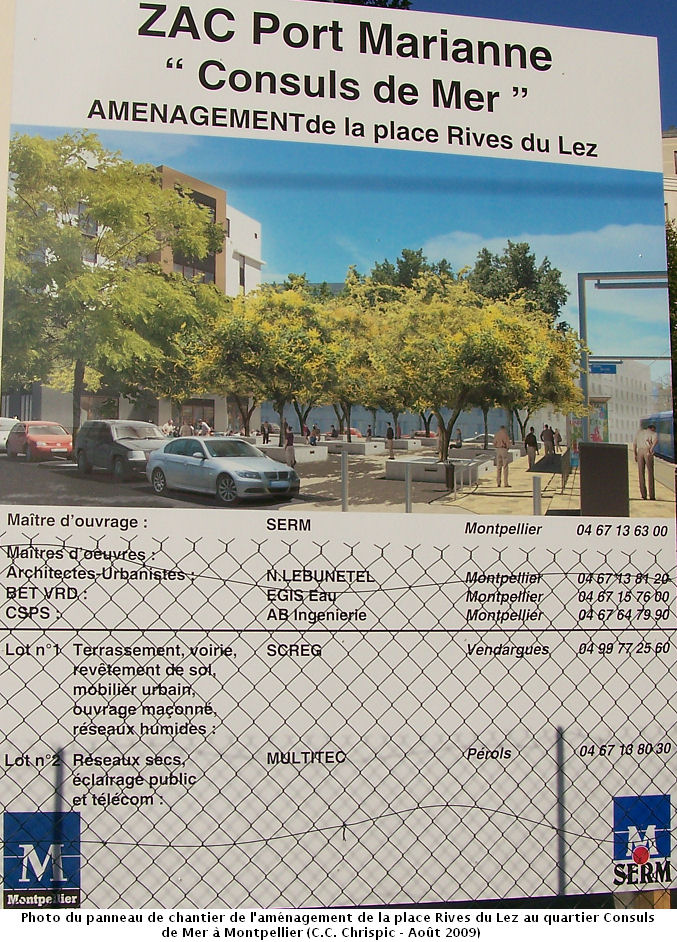 ZAC Port Marianne
“ Consuls de Mer ”
AMENAGEMENTde la place Rives du Lez
Maître d'ouvrage : SERM Montpellier 04 67 13 63 00
Maîtres d'oeuvres :
Architectes-Urbanistes : N.LEBUNETEL Montpellier 04 67 13 81 20
BET VRD : EGIS Eau Montpellier 04 67 15 76 00
CSPS : AB Ingenierie Montpellier 04 67 64 79 90
Lot n°1 Terrassement, voirie, SCREG Vendargues 04 99 77 25 60
revêtement de sol,
mobilier urbain,
ouvrage maçonné,
réseaux humides :
Lot n°2 Réseaux secs, MULTITEC Pérols 04 67 13 80 30
éclairage public
et télécom :
M
Montpellier
M
SERM
Photo du panneau de chantier de l'aménagement de la place Rives du Lez au quartier Consuls
de Mer à Montpellier (C.C. Chrispic - Août 2009)